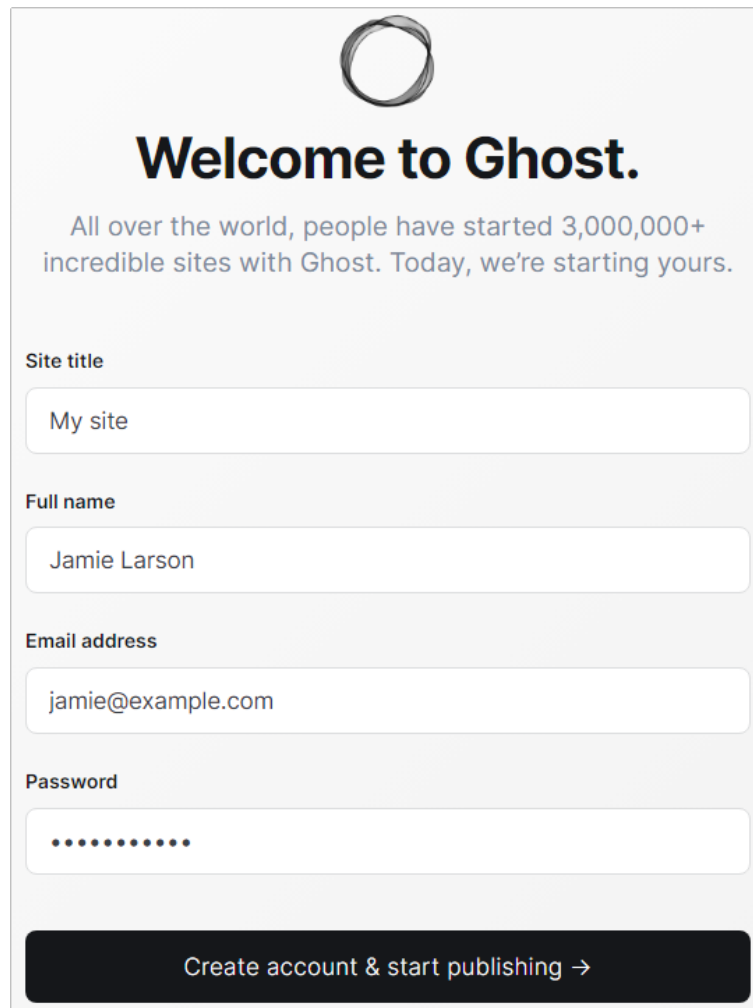 Welcome to Ghost.
All over the world, people have started 3,000,000+
incredible sites with Ghost. Today, we’re starting yours.
Site title
My site
Full name
Jamie Larson
Email address
jamie@example.com
Password
•••••••••••
Create account & start publishing →